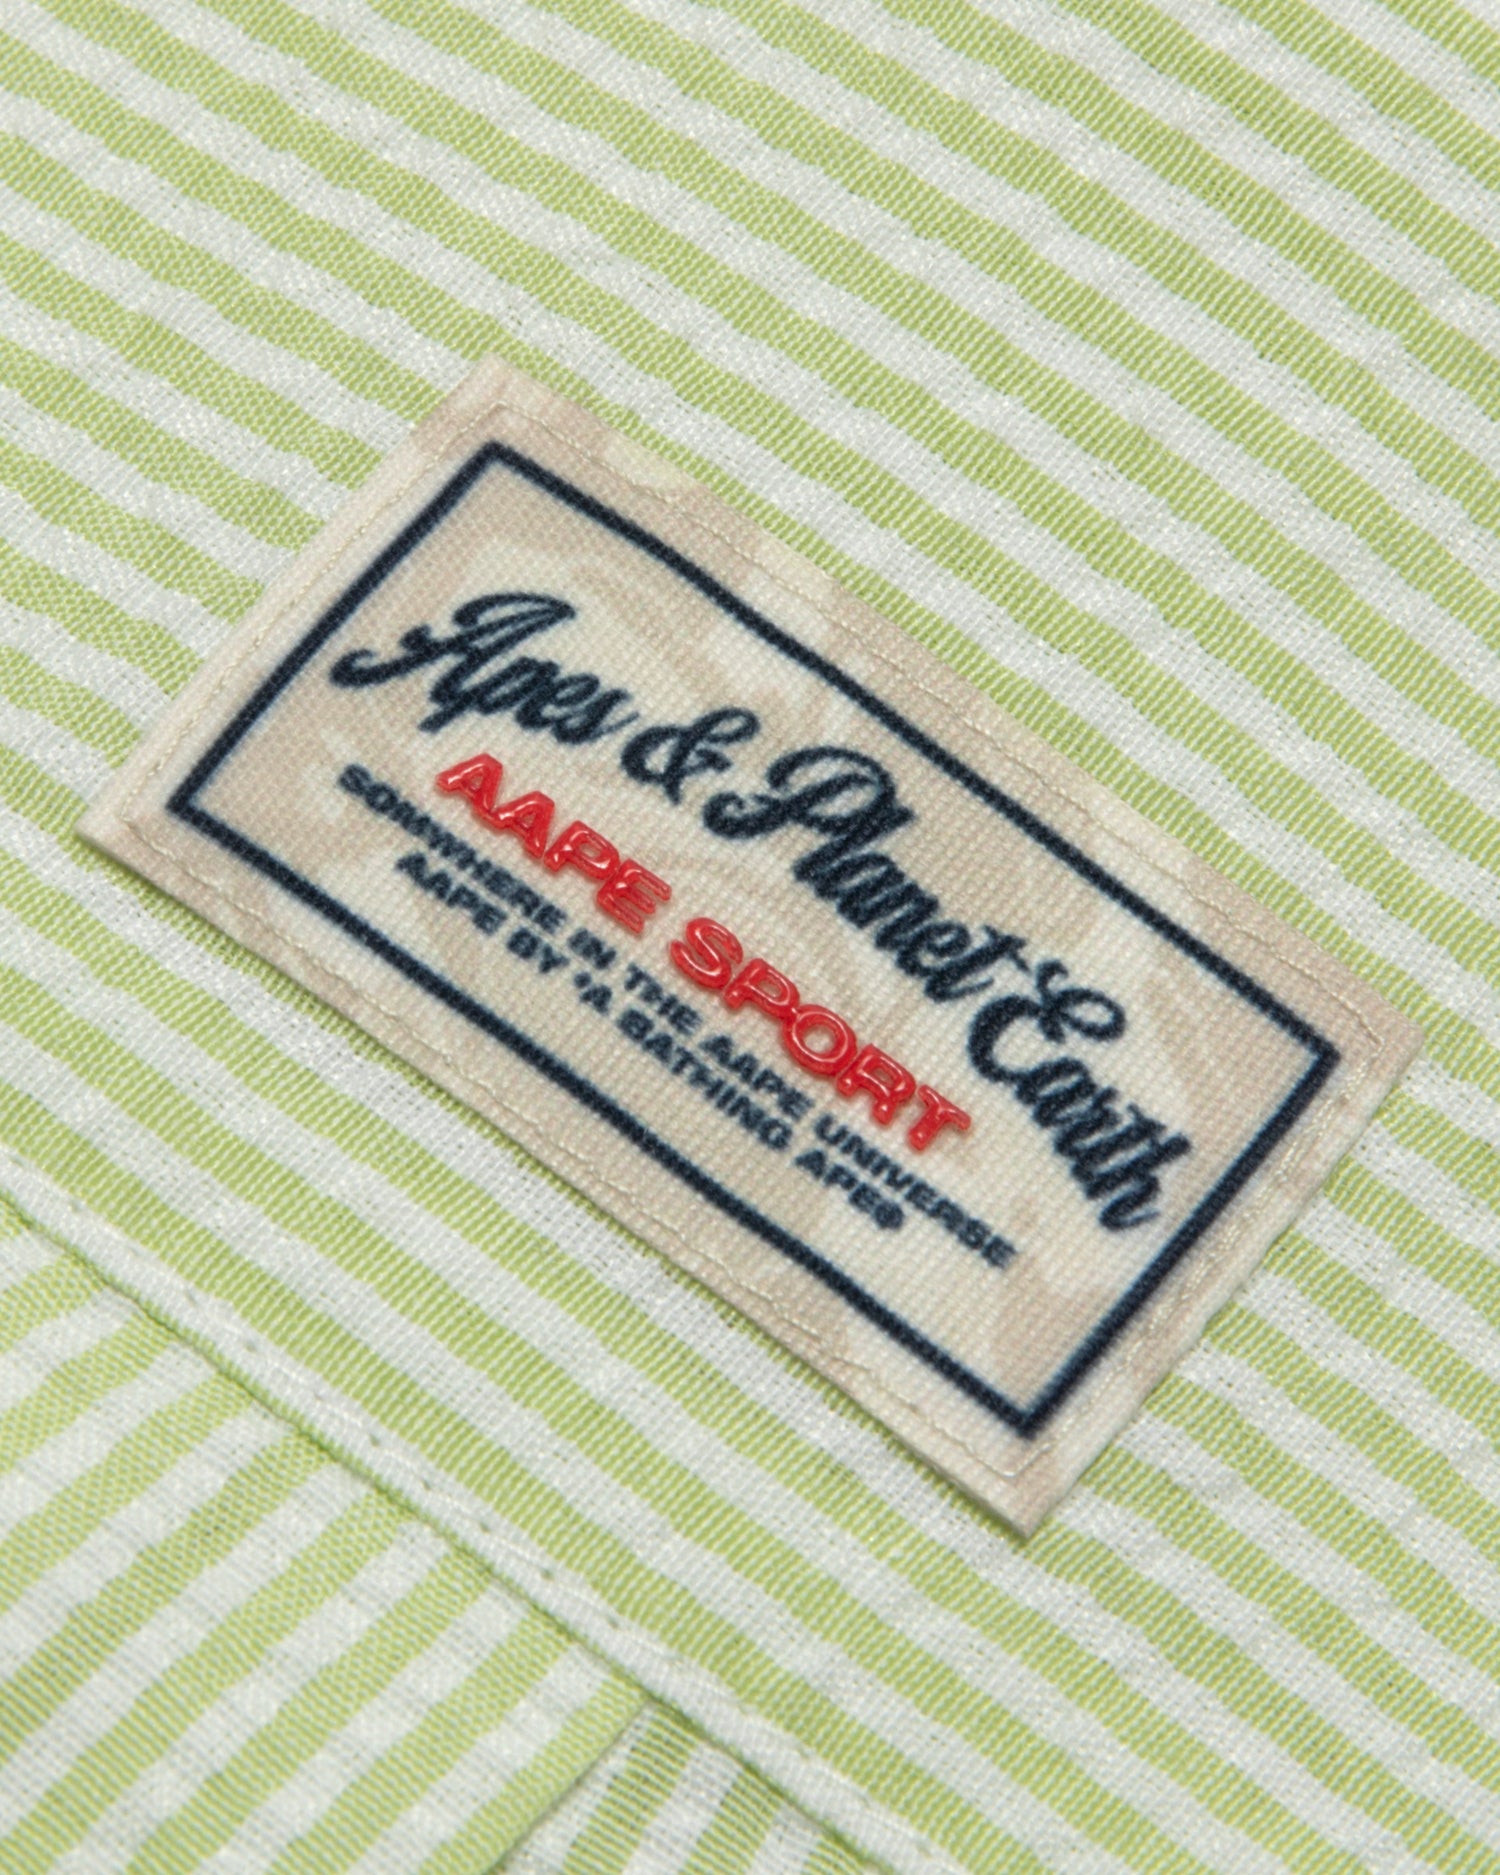 Apes & Planet Earth
AAPE SPORT
SOMWHERE IN THE AAPE UNIVERSE
AAPE BY *A BATHING APE®